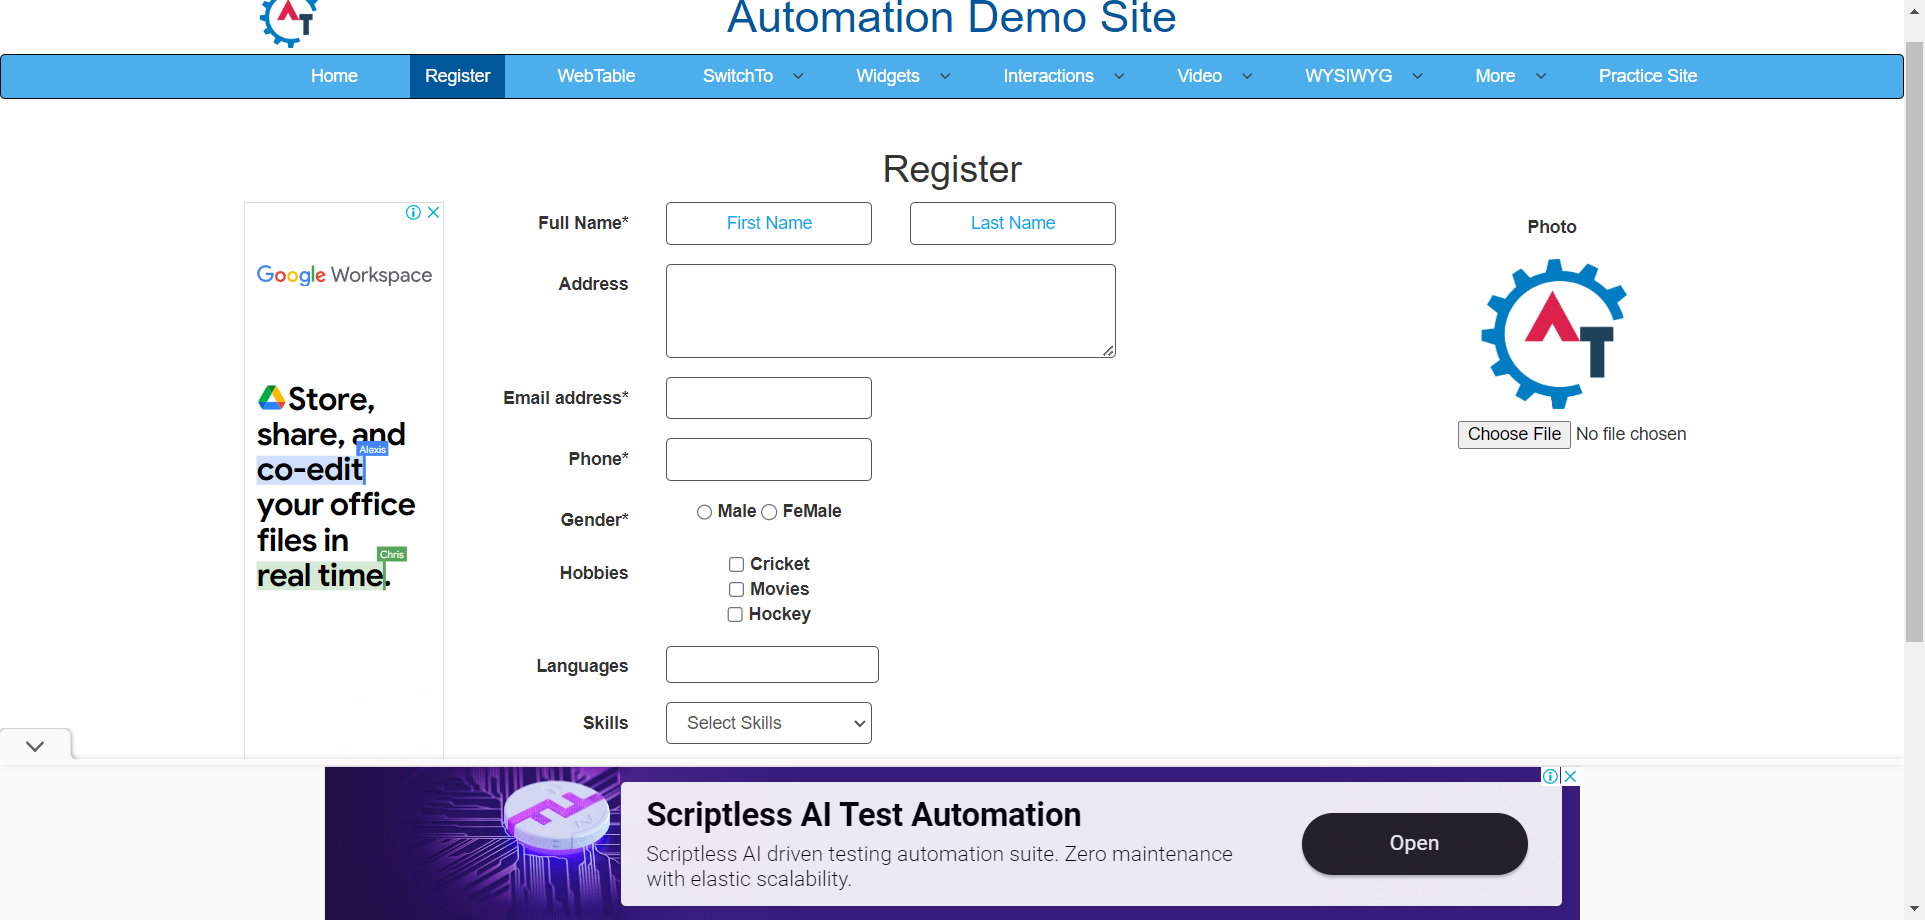 Automation Demo Site
Home Register WebTable SwitchTo Widgets Interactions Video WYSIWYG More Practice Site
Register
Full Name* First Name Last Name
Address
Email address*
Phone*
Gender* Male FeMale
Hobbies
Cricket
Movies
Hockey
Languages
Skills Select Skills
Photo
AT
Choose File No file chosen
Google Workspace
Store,
share, and
Alexis
co-edit
your office
files in
Chris
real time.
Scriptless AI Test Automation
Scriptless AI driven testing automation suite. Zero maintenance
with elastic scalability.
Open